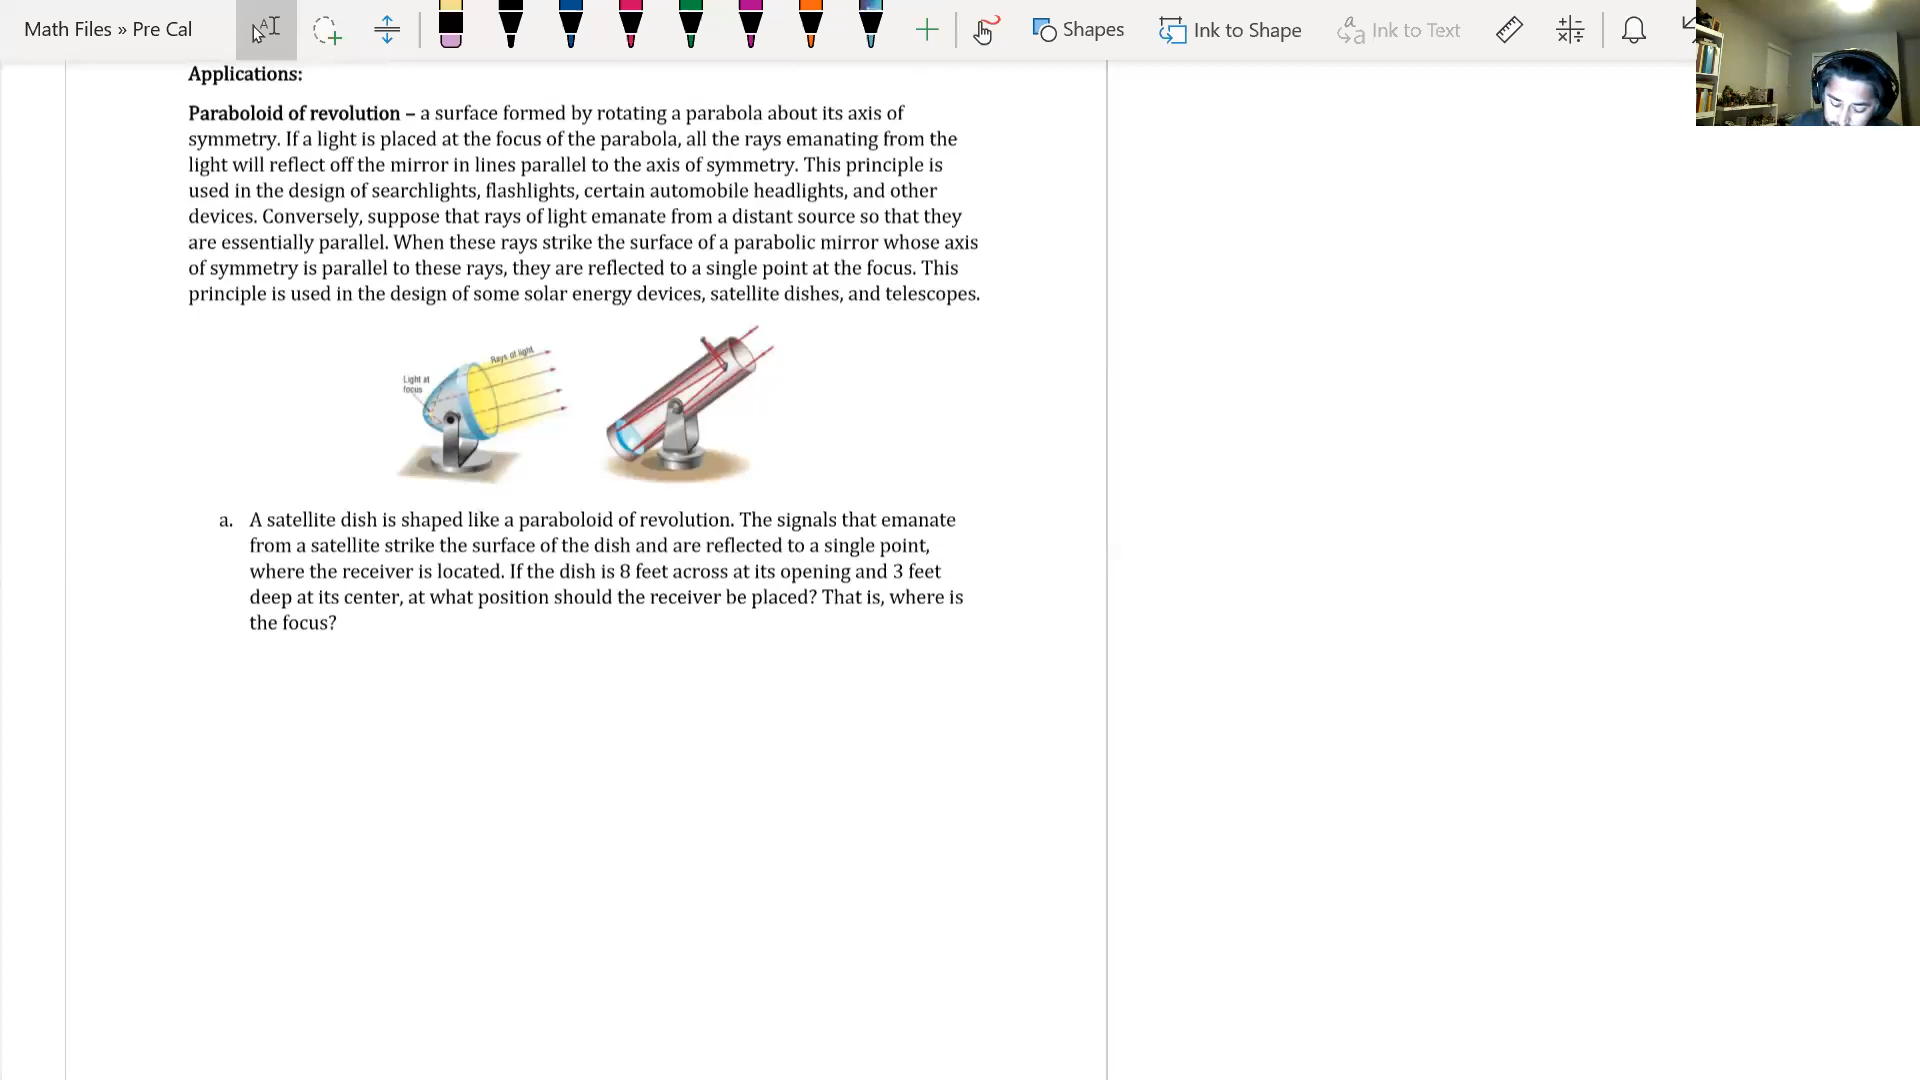 Math Files » Pre Cal
Shapes
Ink to Shape
Ink to Text
Applications:
Paraboloid of revolution – a surface formed by rotating a parabola about its axis of
symmetry. If a light is placed at the focus of the parabola, all the rays emanating from the
light will reflect off the mirror in lines parallel to the axis of symmetry. This principle is
used in the design of searchlights, flashlights, certain automobile headlights, and other
devices. Conversely, suppose that rays of light emanate from a distant source so that they
are essentially parallel. When these rays strike the surface of a parabolic mirror whose axis
of symmetry is parallel to these rays, they are reflected to a single point at the focus. This
principle is used in the design of some solar energy devices, satellite dishes, and telescopes.
Rays of light
Light at
focus
a. A satellite dish is shaped like a paraboloid of revolution. The signals that emanate
from a satellite strike the surface of the dish and are reflected to a single point,
where the receiver is located. If the dish is 8 feet across at its opening and 3 feet
deep at its center, at what position should the receiver be placed? That is, where is
the focus?